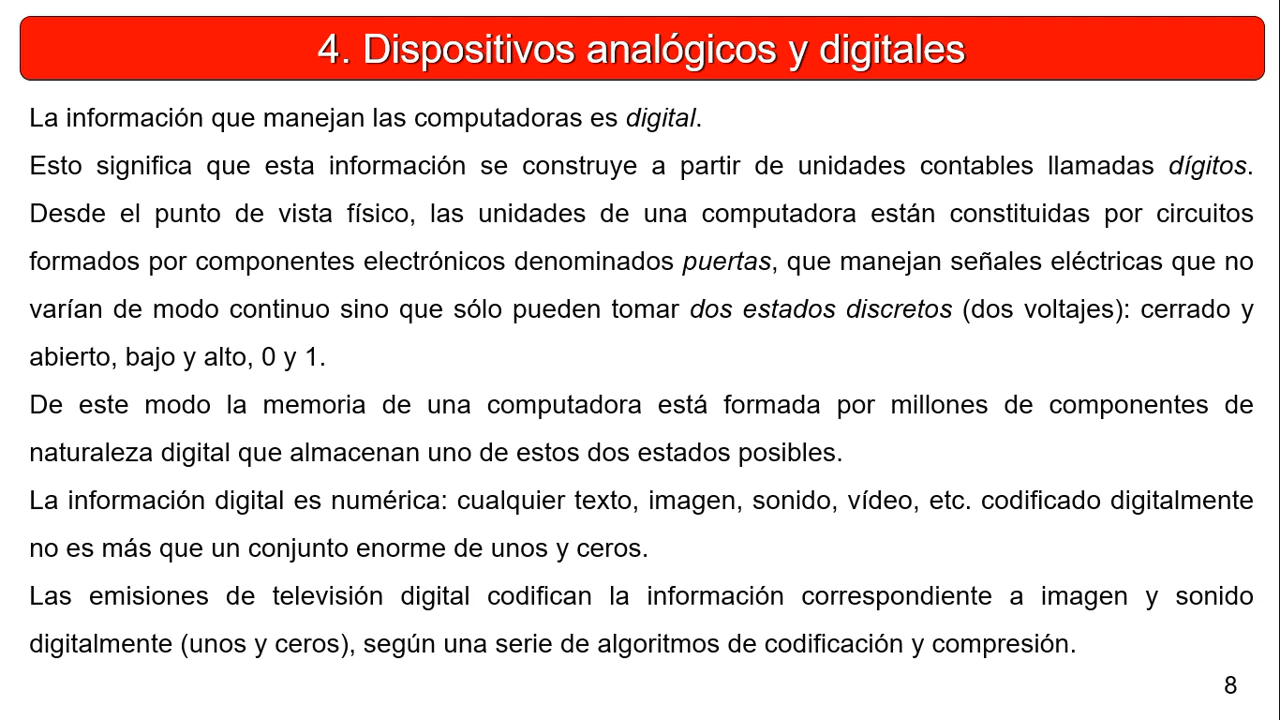 4. Dispositivos analógicos y digitales
La información que manejan las computadoras es digital.
Esto significa que esta información se construye a partir de unidades contables llamadas dígitos.
Desde el punto de vista físico, las unidades de una computadora están constituidas por circuitos
formados por componentes electrónicos denominados puertas, que manejan señales eléctricas que no
varían de modo continuo sino que sólo pueden tomar dos estados discretos (dos voltajes): cerrado y
abierto, bajo y alto, 0 y 1.
De este modo la memoria de una computadora está formada por millones de componentes de
naturaleza digital que almacenan uno de estos dos estados posibles.
La información digital es numérica: cualquier texto, imagen, sonido, vídeo, etc. codificado digitalmente
no es más que un conjunto enorme de unos y ceros.
Las emisiones de televisión digital codifican la información correspondiente a imagen y sonido
digitalmente (unos y ceros), según una serie de algoritmos de codificación y compresión.
8